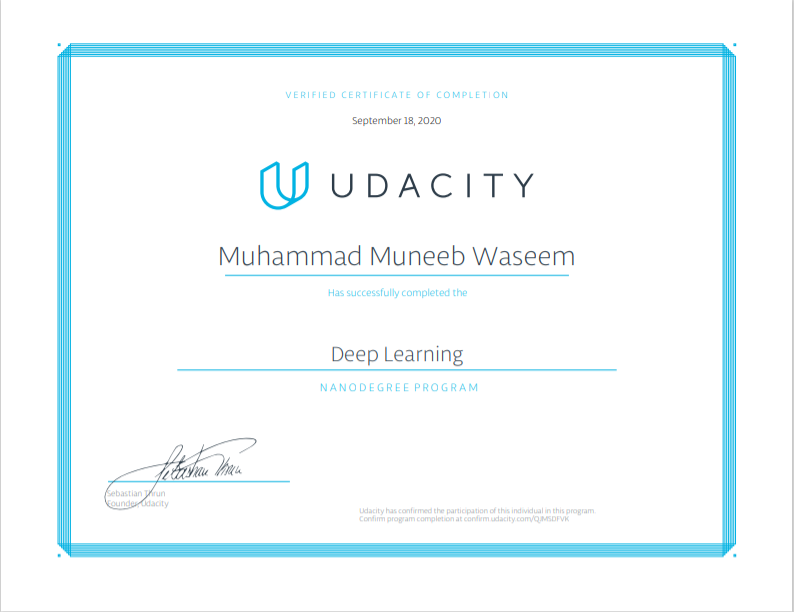 VERIFIED CERTIFICATE OF COMPLETION
September 18, 2020
UDACITY
Muhammad Muneeb Waseem
Has successfully completed the
Deep Learning
NANODEGREE PROGRAM
Sebastian Thrun
Sebastian Thrun
Founder, Udacity
Udacity has confirmed the participation of this individual in this program.
Confirm program completion at confirm.udacity.com/QJMSDFVK